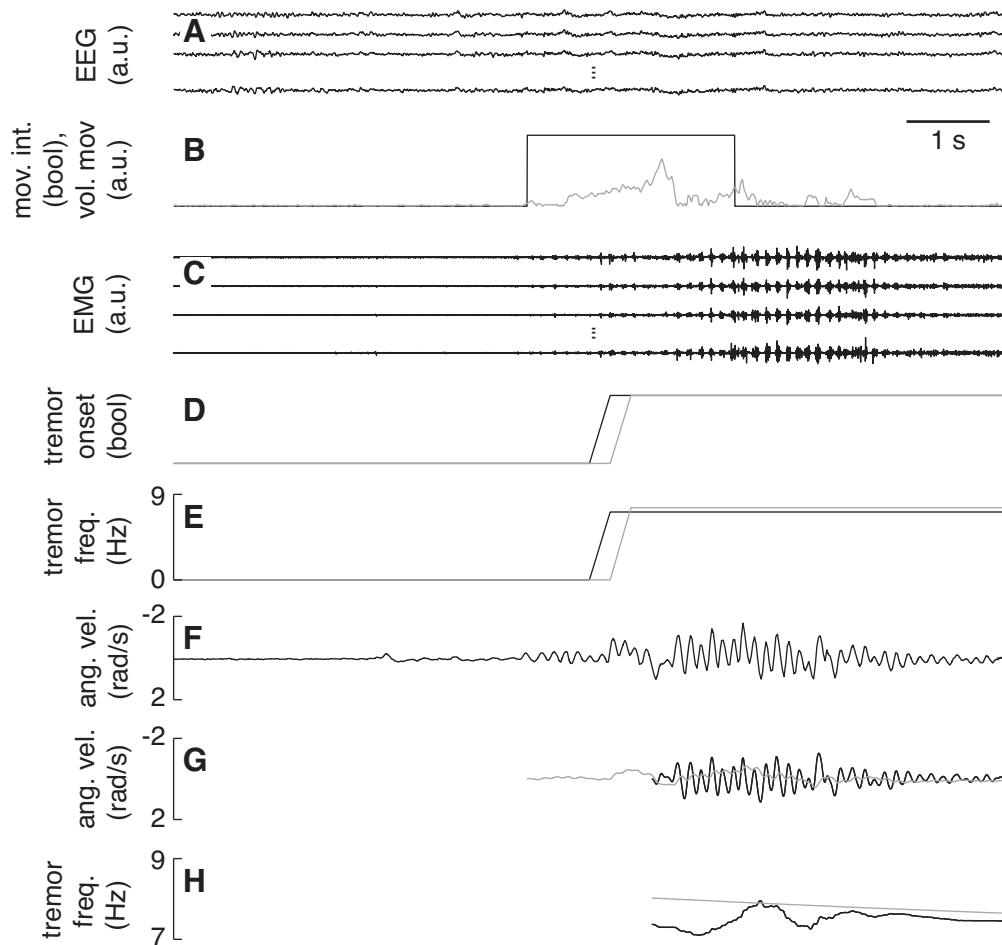 EEG
(a.u.)
A
1 s
mov. int.
(bool),
vol. mov
(a.u.)
B
EMG
(a.u.)
C
tremor
onset
(bool)
D
tremor
freq.
(Hz)
9
0
E
ang. vel.
(rad/s)
-2
2
F
ang. vel.
(rad/s)
-2
2
G
tremor
freq.
(Hz)
9
7
H